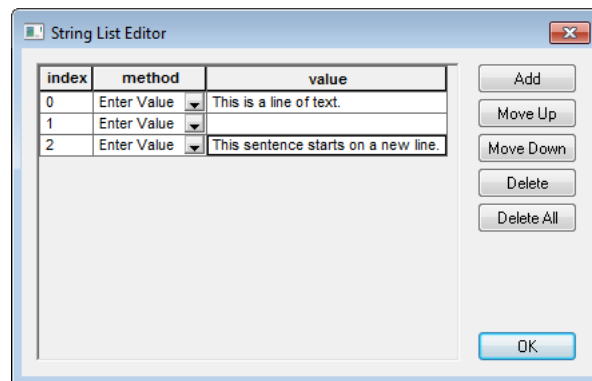 String List Editor
index method value
0 Enter Value This is a line of text.
1 Enter Value
2 Enter Value This sentence starts on a new line.
Add
Move Up
Move Down
Delete
Delete All
OK